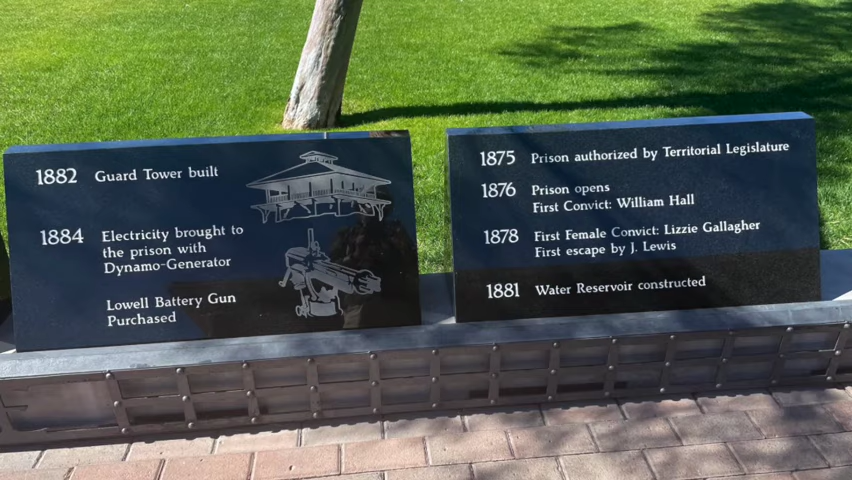 1882 Guard Tower built
1884 Electricity brought to
the prison with
Dynamo-Generator
Lowell Battery Gun
Purchased
1875 Prison authorized by Territorial Legislature
1876 Prison opens
First Convict: William Hall
1878 First Female Convict: Lizzie Gallagher
First escape by J. Lewis
1881 Water Reservoir constructed